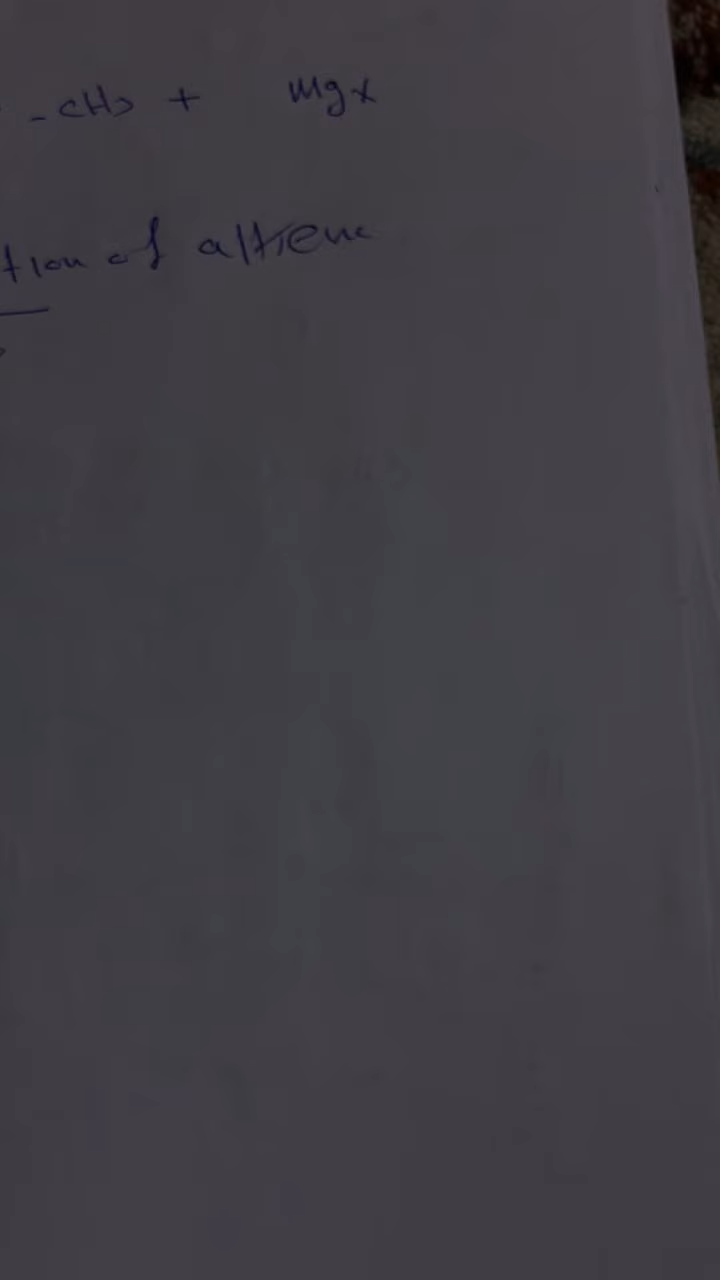 - CH3 + Mgx
tion of alkene